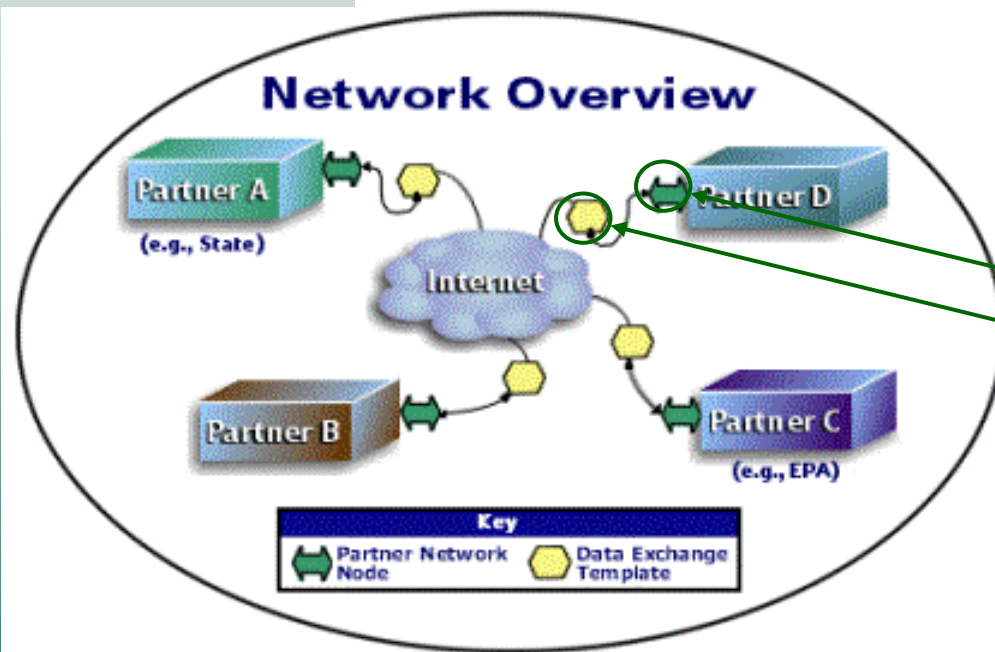 Network Overview
Partner A
(e.g., State)
Partner D
Internet
Partner B
Partner C
(e.g., EPA)
Key
Partner Network
Node
Data Exchange
Template